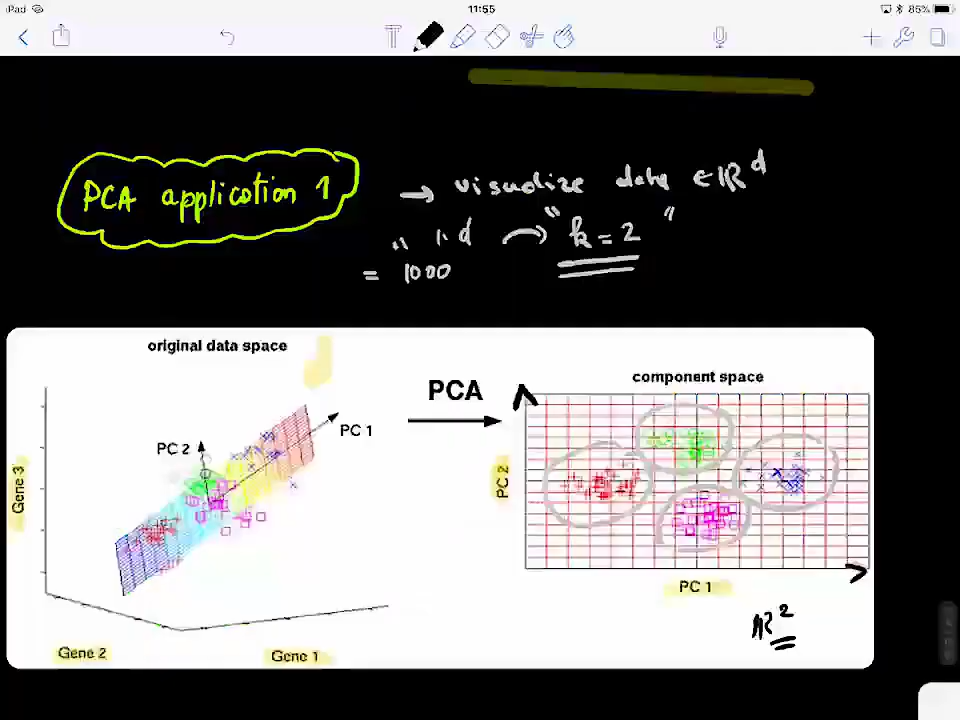 iPad 11:55 85%
PCA application 1
→ visualize data ∈ ℝ^d
" " d → " k = 2 "
= 1000
original data space
PCA
component space
PC 1
PC 2
Gene 3
Gene 2
Gene 1
PC 2
PC 1
ℝ²